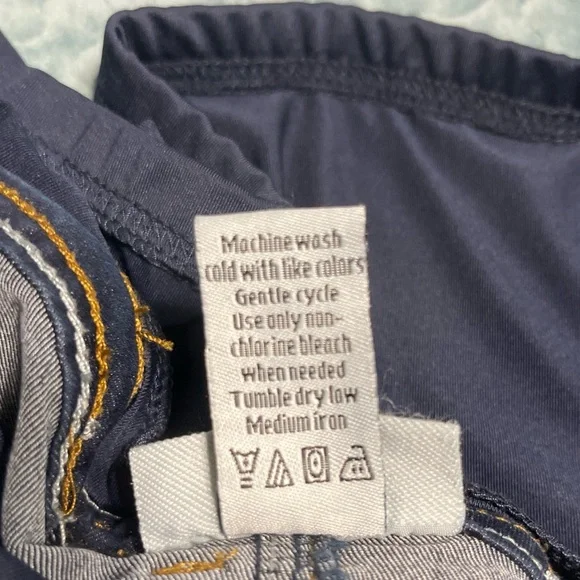 Machine wash
cold with like colors
Gentle cycle
Use only non-
chlorine bleach
when needed
Tumble dry low
Medium iron